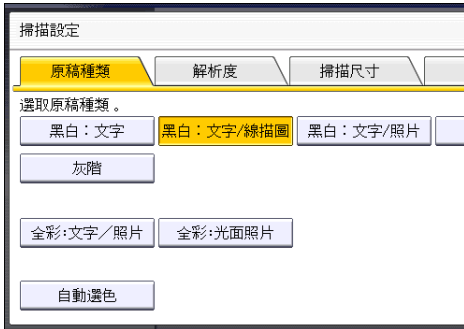 掃描設定
原稿種類 解析度 掃描尺寸
選取原稿種類。
黑白：文字 黑白：文字/線描圖 黑白：文字/照片
灰階
全彩:文字／照片 全彩:光面照片
自動選色